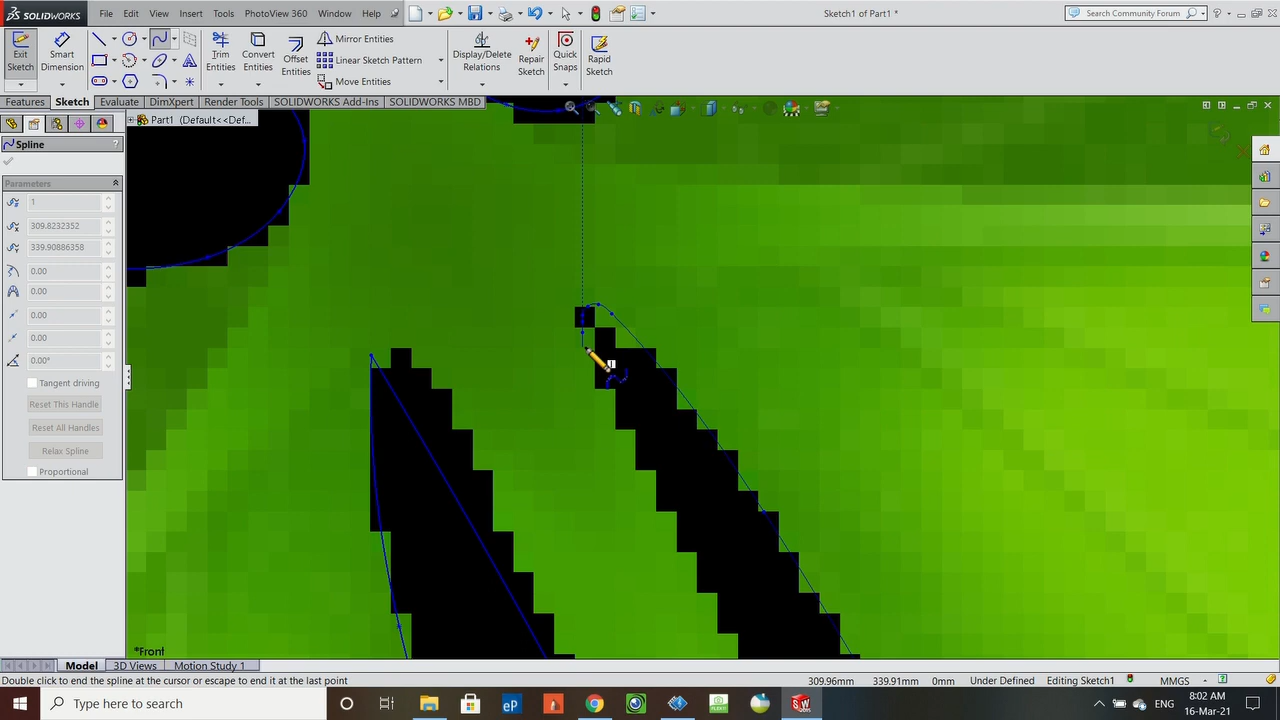 SOLIDWORKS File Edit View Insert Tools PhotoView 360 Window Help Sketch1 of Part1 * Search Community Forum
Exit Sketch
Smart Dimension
Trim Entities
Convert Entities
Offset Entities
Mirror Entities
Linear Sketch Pattern
Move Entities
Display/Delete Relations
Repair Sketch
Quick Snaps
Rapid Sketch
Features Sketch Evaluate DimXpert Render Tools SOLIDWORKS Add-Ins SOLIDWORKS MBD
Part1 (Default<<Def...
Spline ?
Parameters
1
309.8232352
339.90886358
0.00
0.00
0.00
0.00
0.00°
Tangent driving
Reset This Handle
Reset All Handles
Relax Spline
Proportional
*Front
Model 3D Views Motion Study 1
Double click to end the spline at the cursor or escape to end it at the last point 309.96mm 339.91mm 0mm Under Defined Editing Sketch1 MMGS
Type here to search
ENG
8:02 AM
16-Mar-21